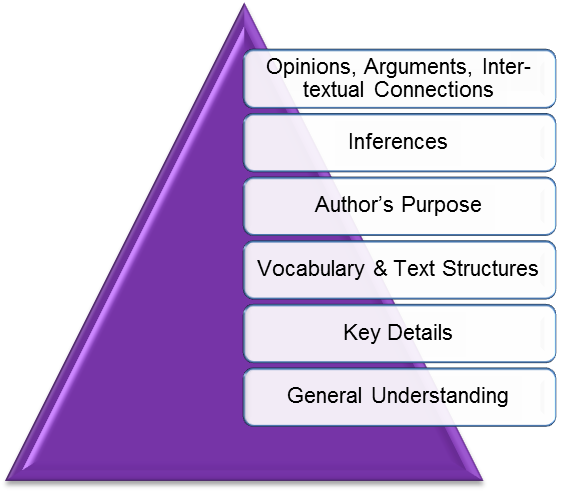 Opinions, Arguments, Inter-
textual Connections
Inferences
Author's Purpose
Vocabulary & Text Structures
Key Details
General Understanding